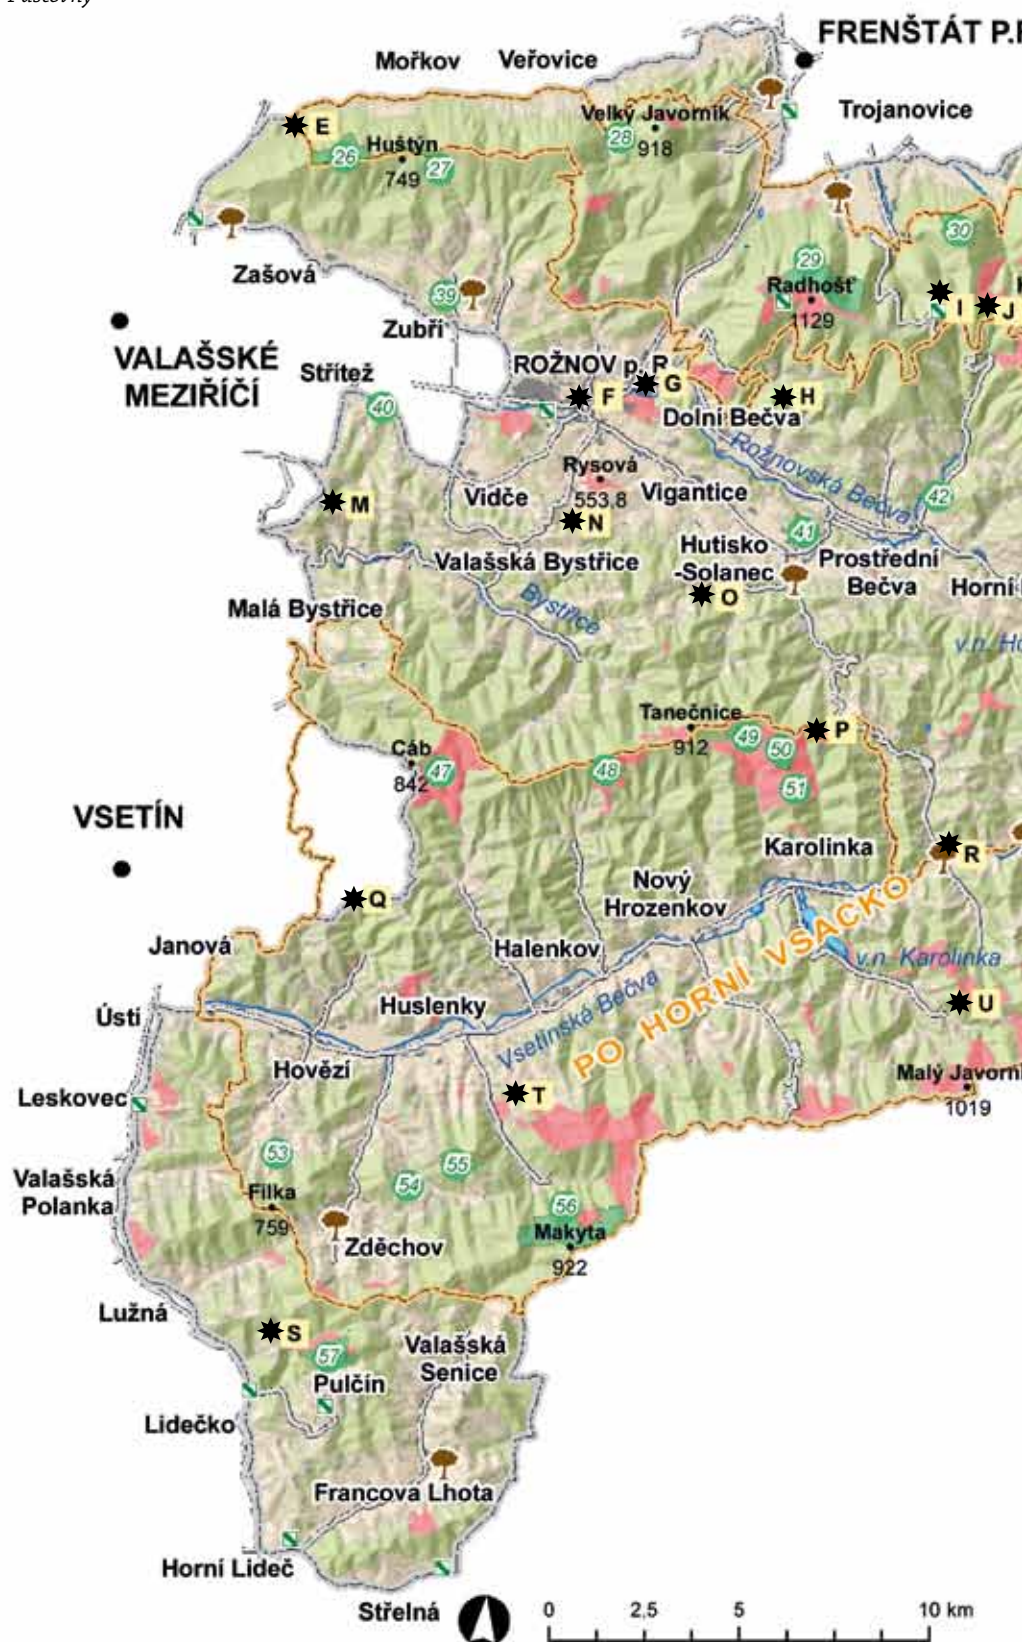 Pustevny
FRENŠTÁT P.R
Mořkov
Veřovice
Velký Javorník
918
28
Trojanovice
E
26
Huštýn
749
27
30
29
Radhošť
1129
I
J
Zašová
39
Zubří
VALAŠSKÉ
MEZIŘÍČÍ
Střítež
40
ROŽNOV p. R
F
G
H
Dolní Bečva
Rožnovská Bečva
42
Rysová
553.8
Vidče
Vigantice
M
N
41
Valašská Bystřice
Hutisko
-Solanec
Prostřední
Bečva
Horní
O
Bystřice
Malá Bystřice
v.n. Ho
Tanečnice
912
49
50
P
51
Cáb
842
47
48
VSETÍN
Karolinka
R
Q
Nový
Hrozenkov
Janová
Halenkov
v.n. Karolinka
Ústí
Huslenky
Vsetínská Bečva
PO HORNÍ VSACKO
U
Hovězí
T
Malý Javorní
1019
Leskovec
53
55
54
Valašská
Polanka
Filka
759
56
Makyta
922
Zděchov
Lužná
S
57
Pulčín
Valašská
Senice
Lidečko
Francova Lhota
Horní Lideč
Střelná
0 2,5 5 10 km